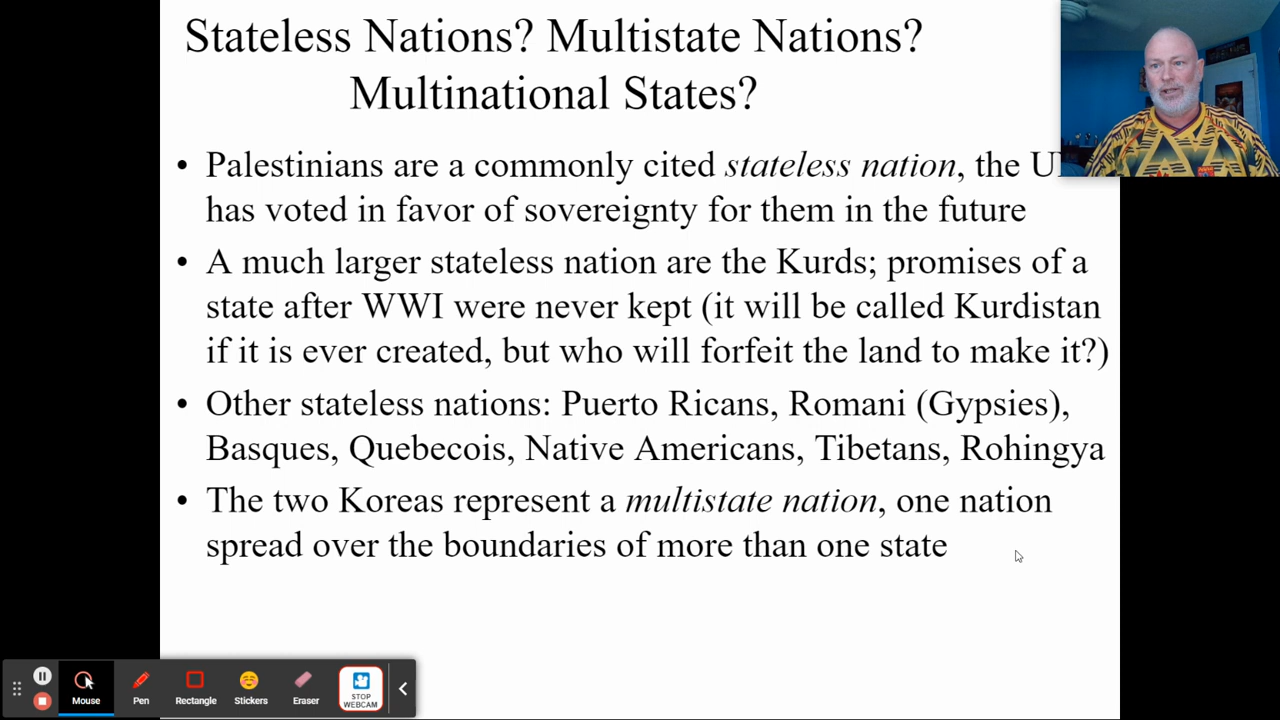 Stateless Nations? Multistate Nations?
Multinational States?
• Palestinians are a commonly cited stateless nation, the
has voted in favor of sovereignty for them in the future
• A much larger stateless nation are the Kurds; promises of a
state after WWI were never kept (it will be called Kurdistan
if it is ever created, but who will forfeit the land to make it?)
• Other stateless nations: Puerto Ricans, Romani (Gypsies),
Basques, Quebecois, Native Americans, Tibetans, Rohingya
• The two Koreas represent a multistate nation, one nation
spread over the boundaries of more than one state
Mouse
Pen
Rectangle
Stickers
Eraser
STOP
WEBCAM